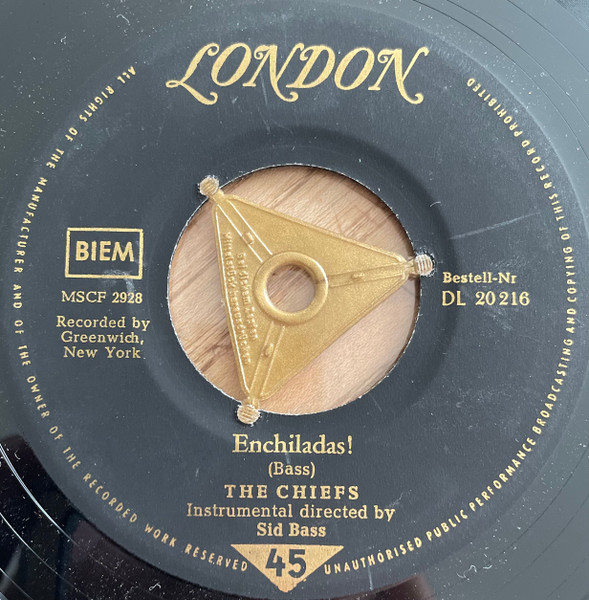 LONDON
ALL RIGHTS OF THE MANUFACTURER AND OF THE OWNER OF THE RECORDED WORK RESERVED
UNAUTHORISED PUBLIC PERFORMANCE BROADCASTING AND COPYING OF THIS RECORD PROHIBITED
BIEM
MSCF 2928
Recorded by
Greenwich,
New York
Bestell-Nr
DL 20 216
Enchiladas!
(Bass)
THE CHIEFS
Instrumental directed by
Sid Bass
45